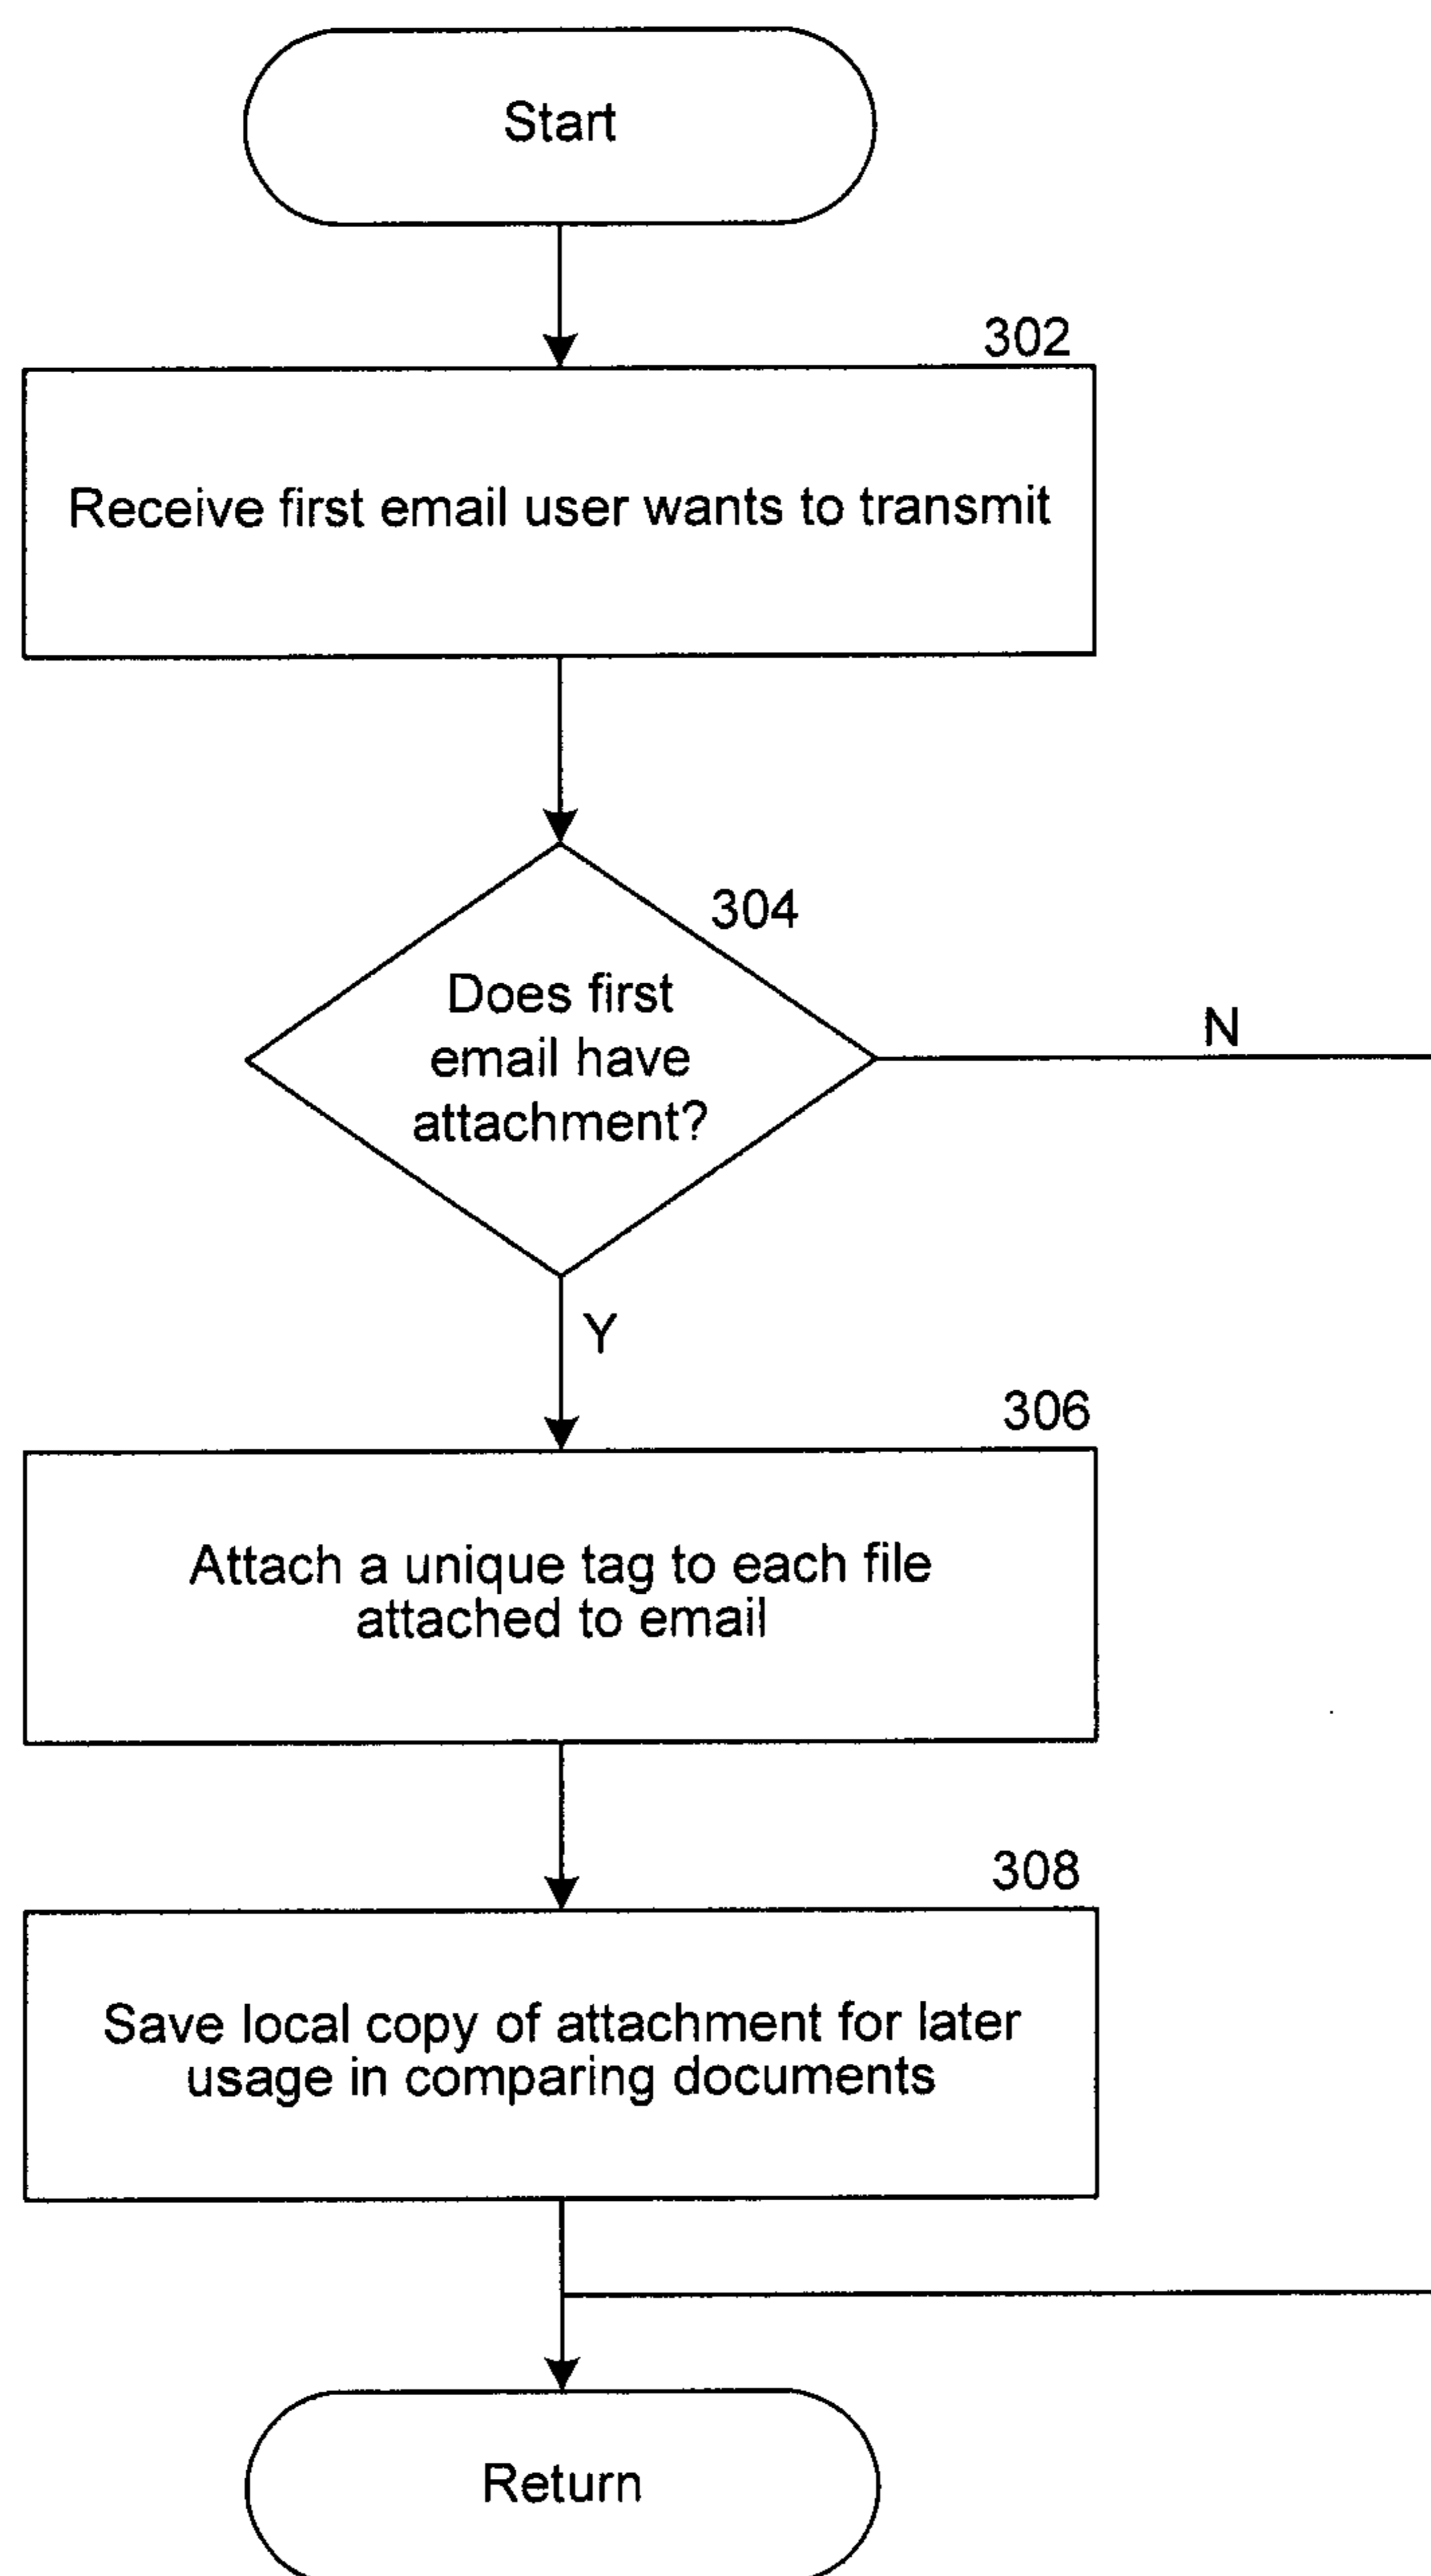 Start
302
Receive first email user wants to transmit
304
Does first
email have
attachment?
N
Y
306
Attach a unique tag to each file
attached to email
308
Save local copy of attachment for later
usage in comparing documents
Return